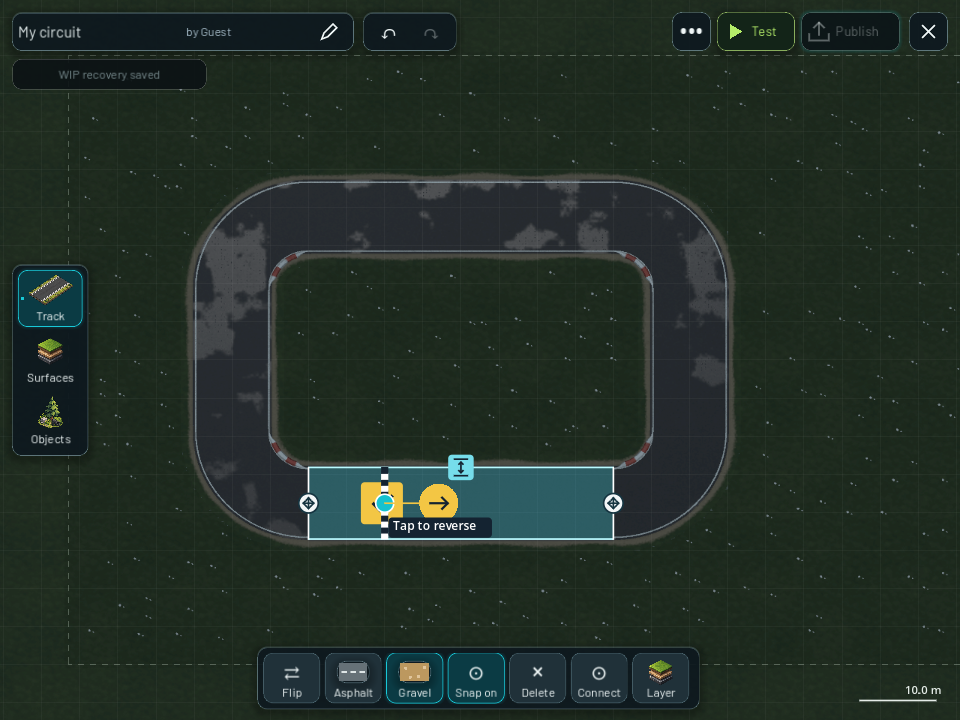 My circuit
by Guest
Test
Publish
WIP recovery saved
Track
Surfaces
Objects
Tap to reverse
Flip
Asphalt
Gravel
Snap on
Delete
Connect
Layer
10.0 m